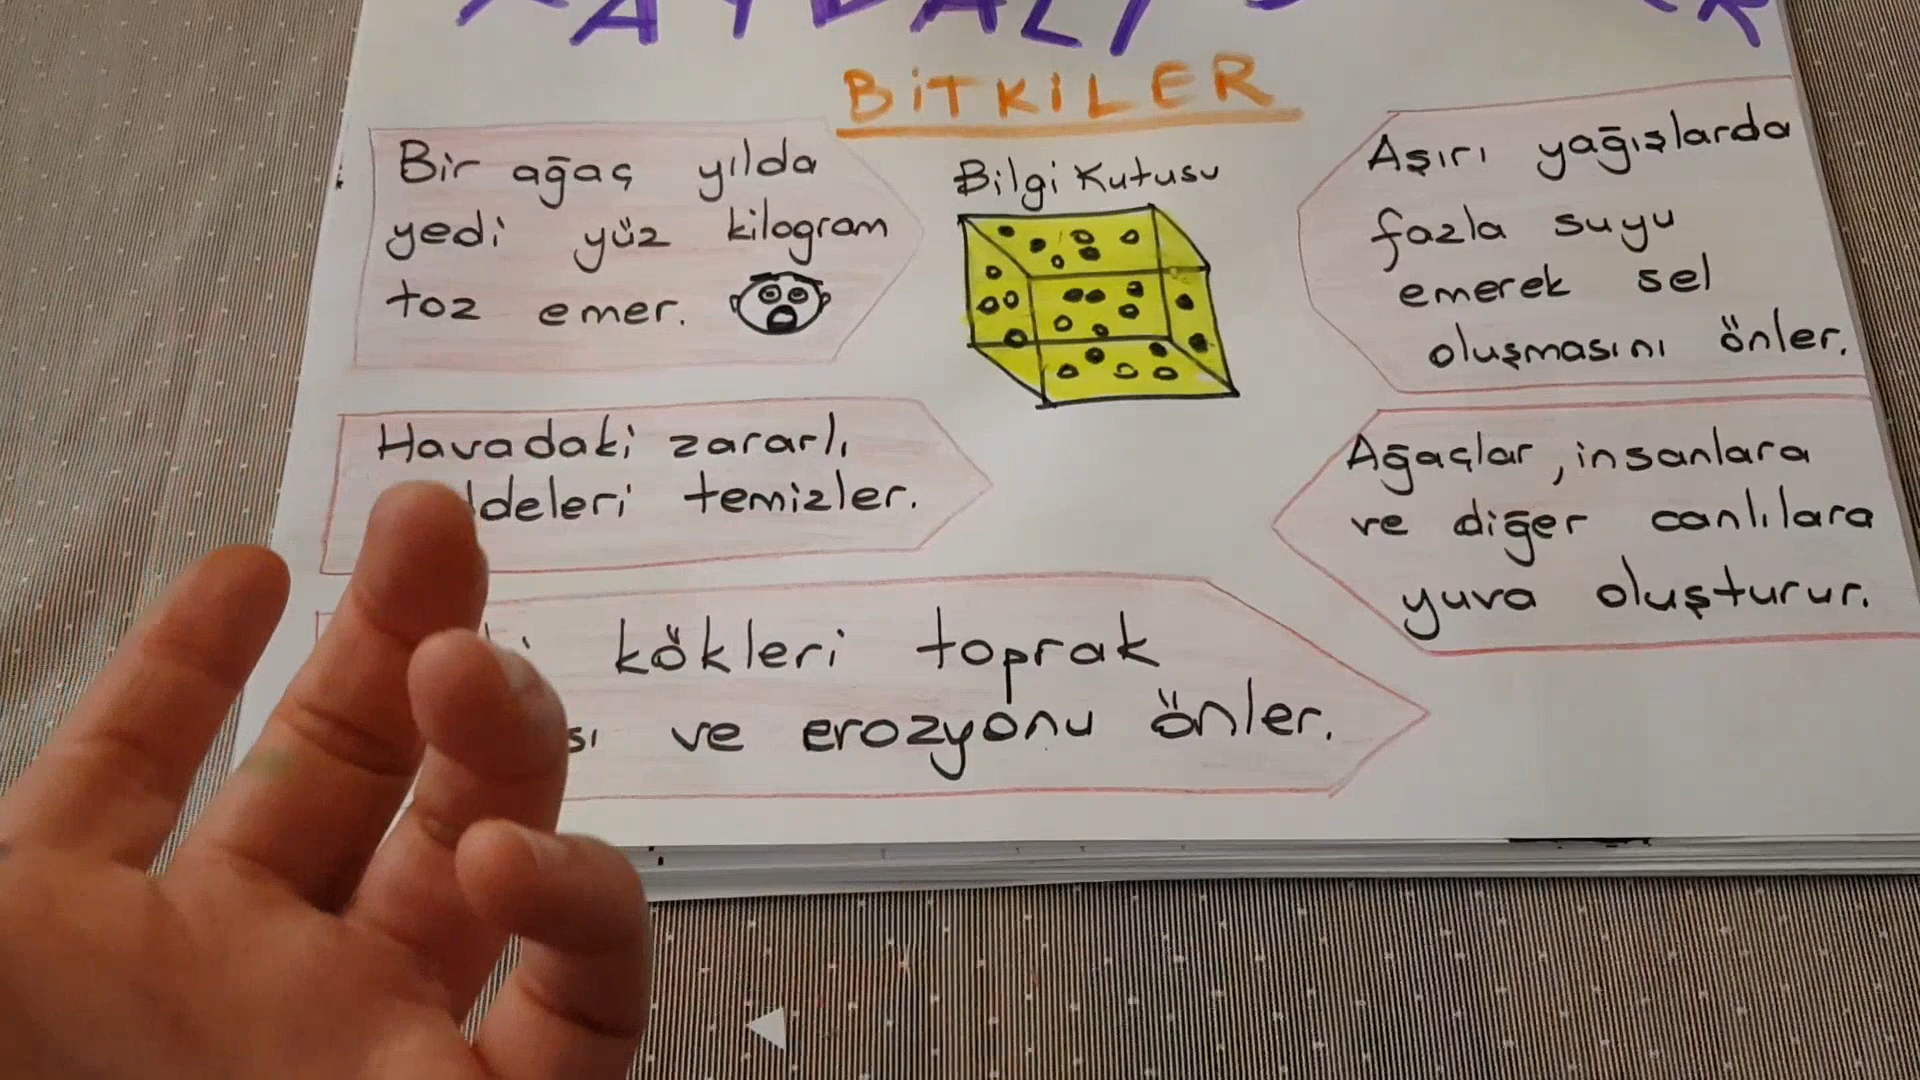 BİTKİLER
Bir ağaç yılda
yedi yüz kilogram
toz emer.
Bilgi Kutusu
Aşırı yağışlarda
fazla suyu
emerek sel
oluşmasını önler.
Havadaki zararlı
temizler.
Ağaçlar, insanlara
ve diğer canlılara
yuva oluşturur.
kökleri toprak
ve erozyonu önler.